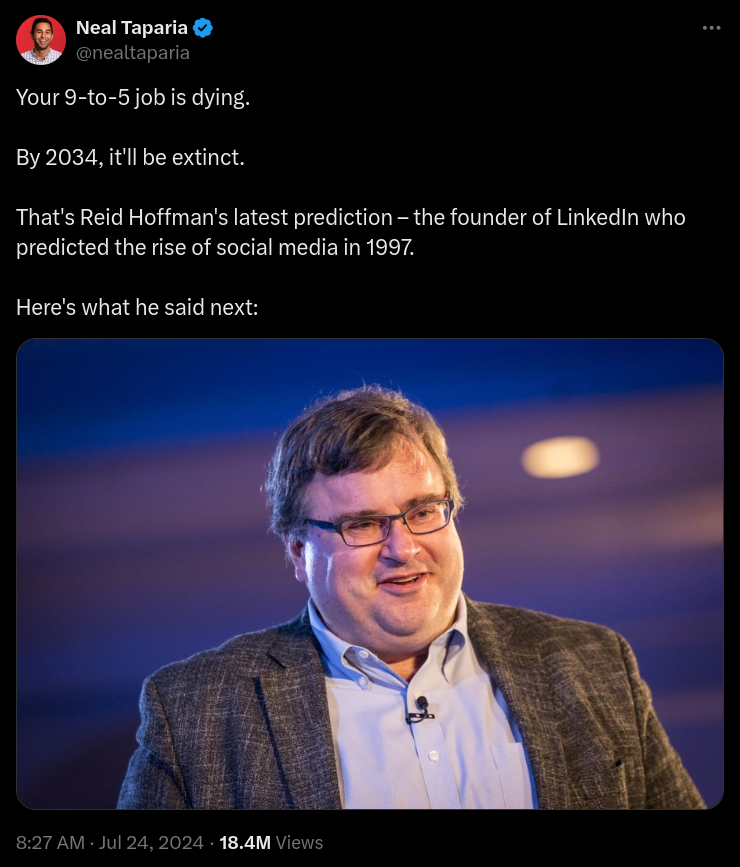 Neal Taparia
@nealtaparia
Your 9-to-5 job is dying.
By 2034, it'll be extinct.
That's Reid Hoffman's latest prediction – the founder of LinkedIn who
predicted the rise of social media in 1997.
Here's what he said next:
8:27 AM · Jul 24, 2024 · 18.4M Views